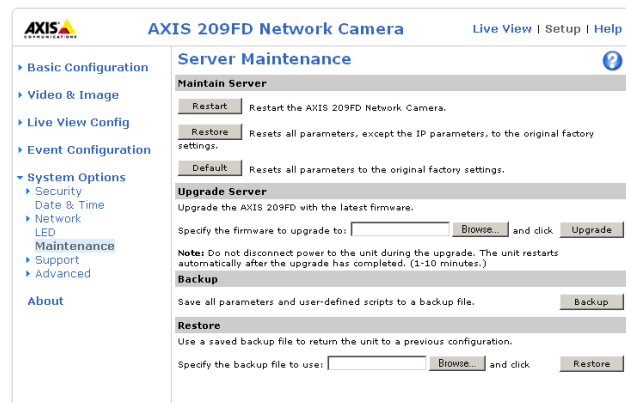 AXIS
COMMUNICATIONS
AXIS 209FD Network Camera
Live View | Setup | Help
Basic Configuration
Video & Image
Live View Config
Event Configuration
System Options
Security
Date & Time
Network
LED
Maintenance
Support
Advanced
About
Server Maintenance
?
Maintain Server
Restart Restart the AXIS 209FD Network Camera.
Restore Resets all parameters, except the IP parameters, to the original factory
settings.
Default Resets all parameters to the original factory settings.
Upgrade Server
Upgrade the AXIS 209FD with the latest firmware.
Specify the firmware to upgrade to: Browse... and click Upgrade
Note: Do not disconnect power to the unit during the upgrade. The unit restarts
automatically after the upgrade has completed. (1-10 minutes.)
Backup
Save all parameters and user-defined scripts to a backup file. Backup
Restore
Use a saved backup file to return the unit to a previous configuration.
Specify the backup file to use: Browse... and click Restore